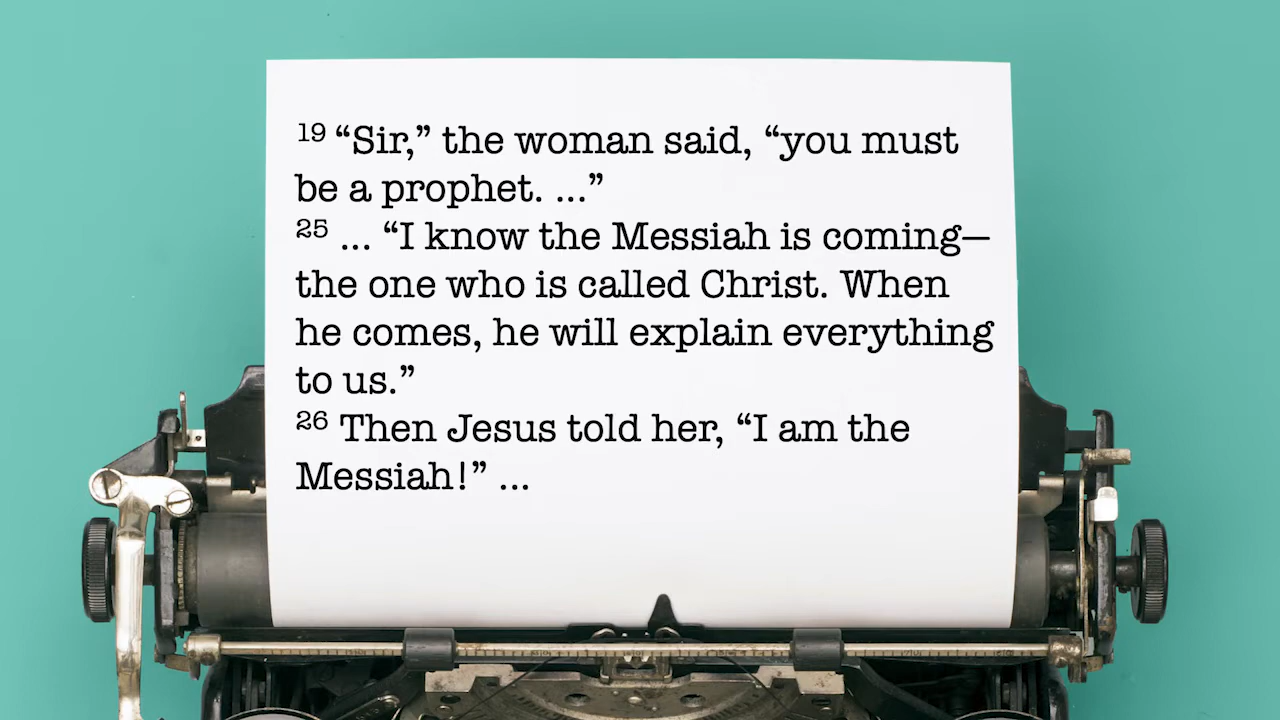 19 “Sir,” the woman said, “you must
be a prophet. ...”
25 ... “I know the Messiah is coming—
the one who is called Christ. When
he comes, he will explain everything
to us.”
26 Then Jesus told her, “I am the
Messiah!” ...